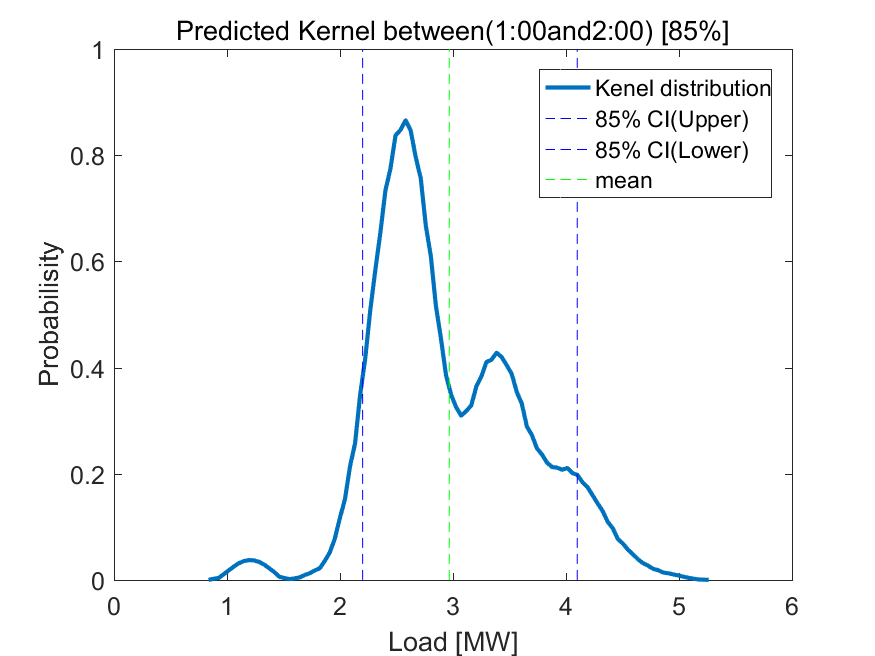 Predicted Kernel between(1:00and2:00) [85%]
1
0.8
0.6
0.4
0.2
0
Probabilisity
Kenel distribution
85% CI(Upper)
85% CI(Lower)
mean
0 1 2 3 4 5 6
Load [MW]